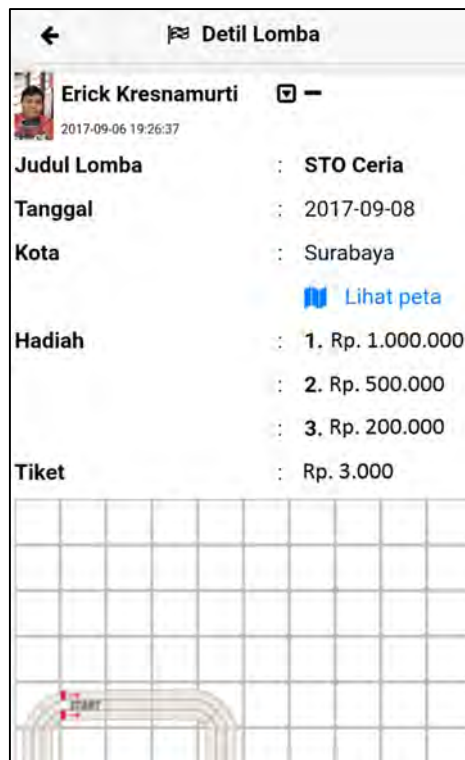 Detil Lomba
Erick Kresnamurti
2017-09-06 19:26:37
Judul Lomba : STO Ceria
Tanggal : 2017-09-08
Kota : Surabaya
Lihat peta
Hadiah : 1. Rp. 1.000.000
: 2. Rp. 500.000
: 3. Rp. 200.000
Tiket : Rp. 3.000
START